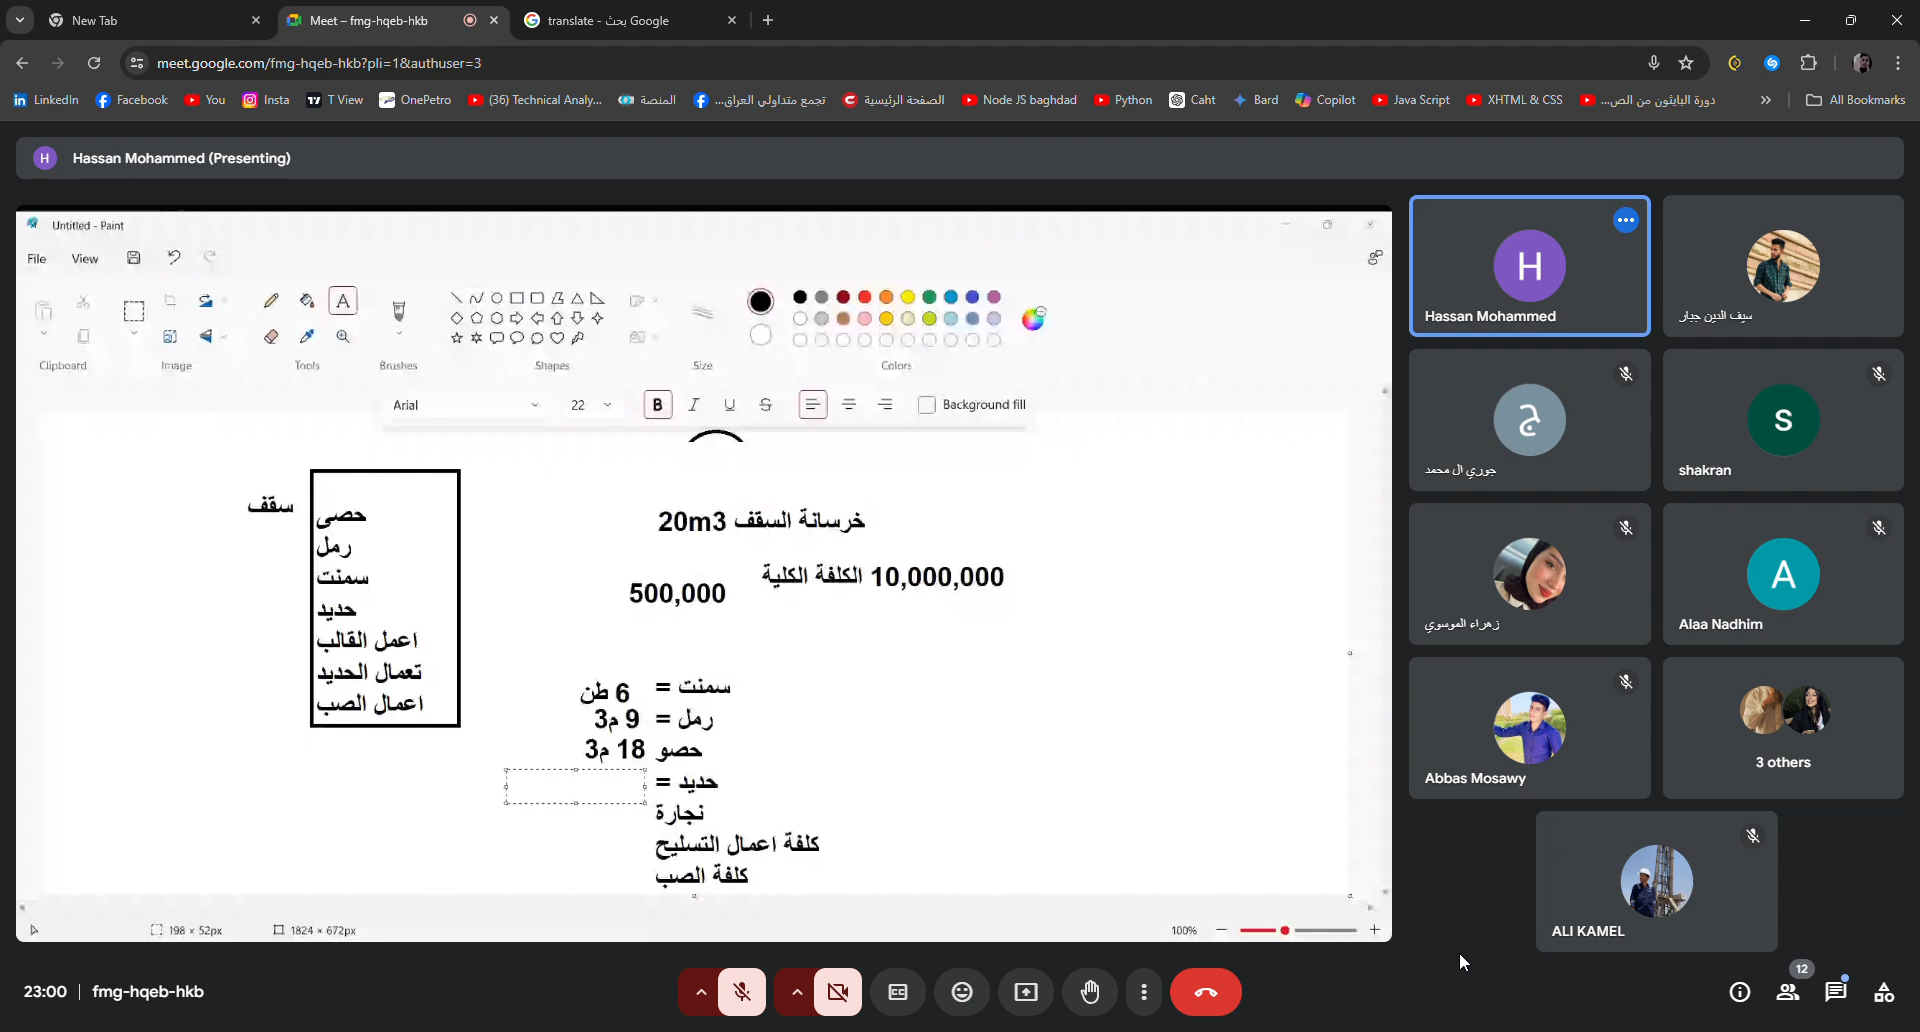 New Tab
Meet – fmg-hqeb-hkb
translate - بحث Google
meet.google.com/fmg-hqeb-hkb?pli=1&authuser=3
LinkedIn
Facebook
You
Insta
T View
OnePetro
(36) Technical Analy...
المنصة
تجمع متداولي العراق...
الصفحة الرئيسية
Node JS baghdad
Python
Caht
Bard
Copilot
Java Script
XHTML & CSS
دورة البايثون من الص...
All Bookmarks
H
Hassan Mohammed (Presenting)
Untitled - Paint
File
View
Clipboard
Image
Tools
Brushes
Shapes
Size
Colors
Arial
22
B
I
U
S
Background fill
سقف
حصى
رمل
سمنت
حديد
اعمل القالب
تعمال الحديد
اعمال الصب
خرسانة السقف 20m3
10,000,000 الكلفة الكلية
500,000
سمنت = 6 طن
رمل = 9 م3
حصو 18 م3
حديد =
نجارة
كلفة اعمال التسليح
كلفة الصب
198 × 52px
1824 × 672px
100%
H
Hassan Mohammed
سيف الدين جبار
ج
جوري ال محمد
s
shakran
زهراء الموسوي
A
Alaa Nadhim
Abbas Mosawy
3 others
ALI KAMEL
23:00
fmg-hqeb-hkb
12